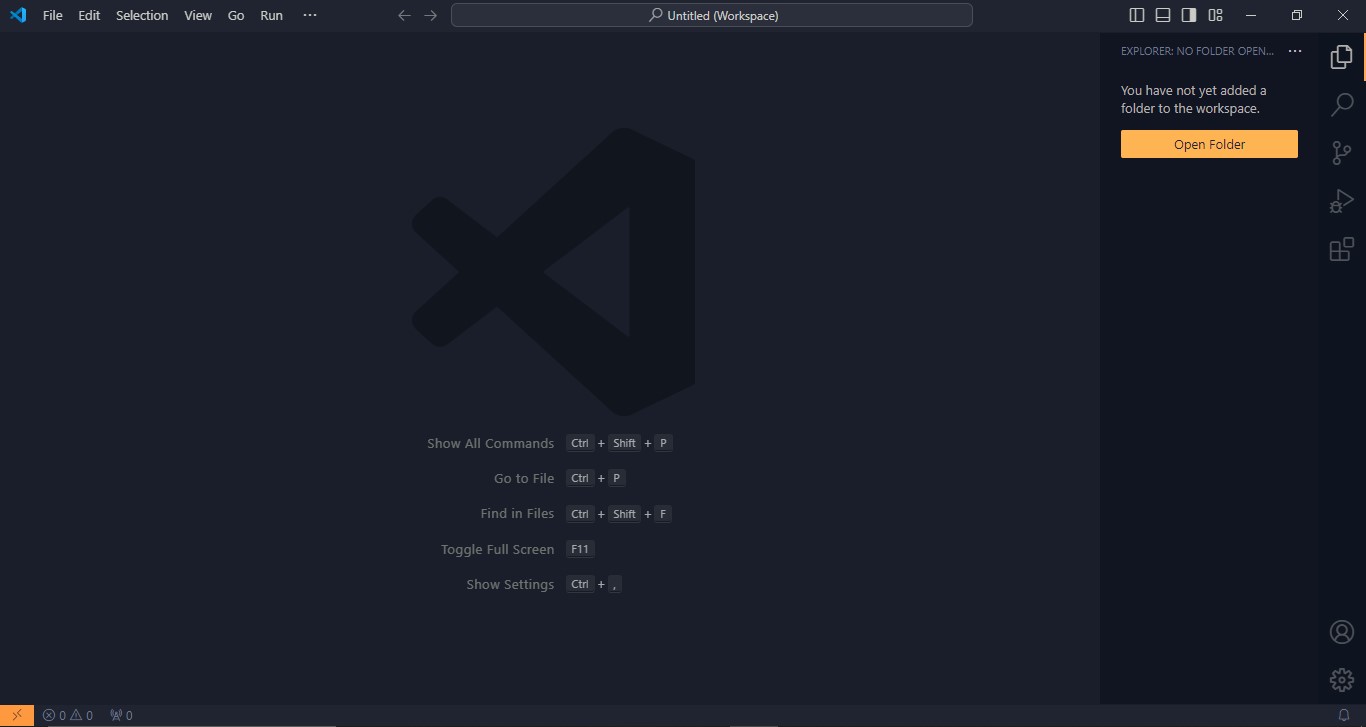 File Edit Selection View Go Run ··· Untitled (Workspace)
EXPLORER: NO FOLDER OPEN... ···
You have not yet added a
folder to the workspace.
Open Folder
Show All Commands Ctrl + Shift + P
Go to File Ctrl + P
Find in Files Ctrl + Shift + F
Toggle Full Screen F11
Show Settings Ctrl + ,
0 0 0